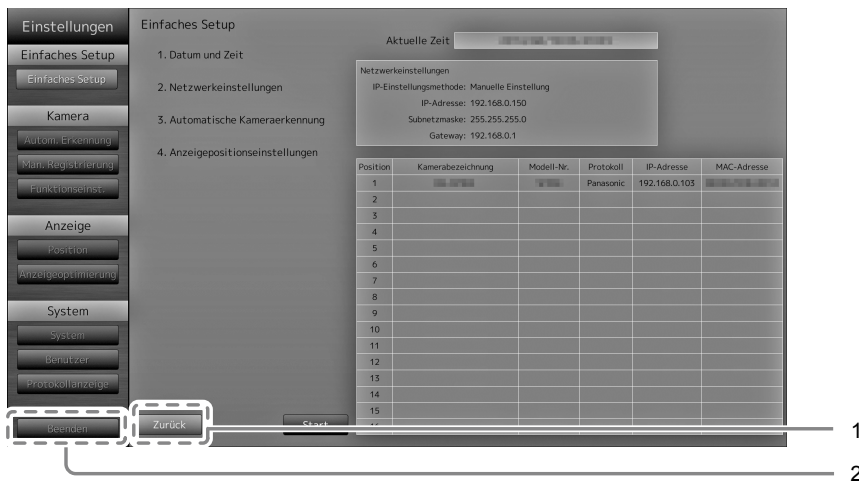 Einstellungen
Einfaches Setup
Einfaches Setup
Kamera
Autom. Erkennung
Man. Registrierung
Funktionseinst.
Anzeige
Position
Anzeigeoptimierung
System
System
Benutzer
Protokollanzeige
Beenden
Einfaches Setup
1. Datum und Zeit
2. Netzwerkeinstellungen
3. Automatische Kameraerkennung
4. Anzeigepositionseinstellungen
Zurück
Start
Aktuelle Zeit
Netzwerkeinstellungen
IP-Einstellungsmethode: Manuelle Einstellung
IP-Adresse: 192.168.0.150
Subnetzmaske: 255.255.255.0
Gateway: 192.168.0.1
Position Kamerabezeichnung Modell-Nr. Protokoll IP-Adresse MAC-Adresse
1 Panasonic 192.168.0.103
2
3
4
5
6
7
8
9
10
11
12
13
14
15
1
2